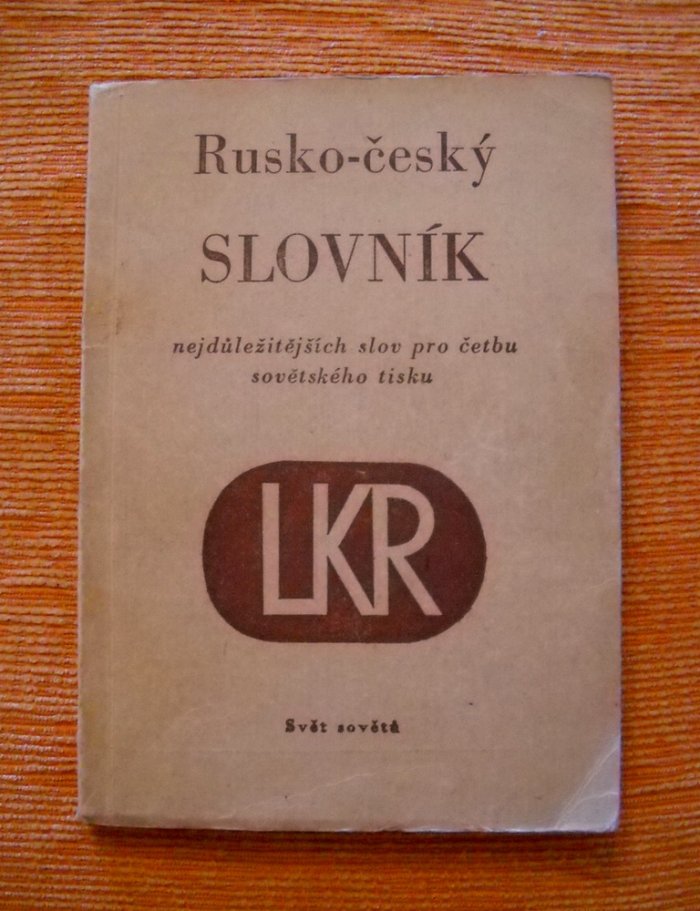 Rusko-český
SLOVNÍK
nejdůležitějších slov pro četbu
sovětského tisku
LKR
Svět sovětů